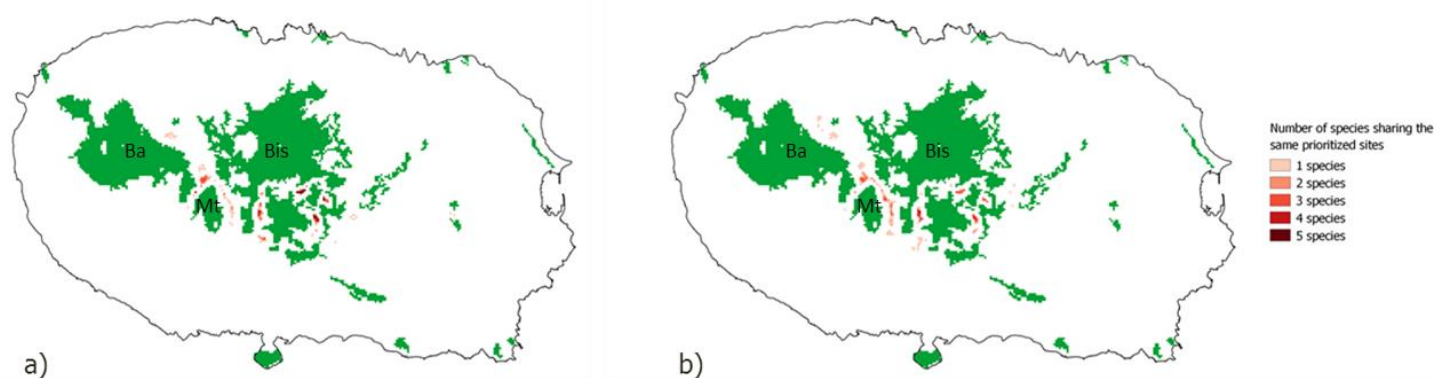 Ba
Bis
Mt
a)
Ba
Bis
Mt
b)
Number of species sharing the
same prioritized sites
1 species
2 species
3 species
4 species
5 species